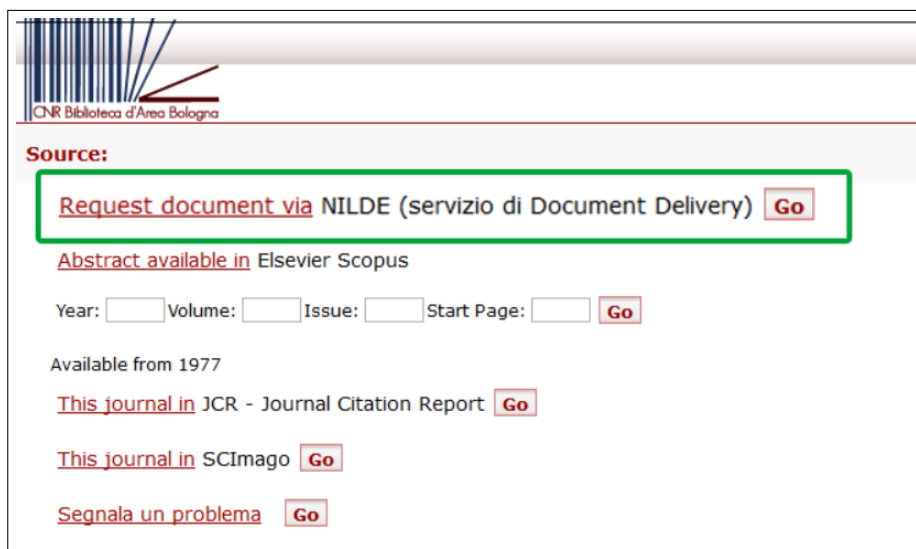 CNR Biblioteca d'Area Bologna
Source:
Request document via NILDE (servizio di Document Delivery) Go
Abstract available in Elsevier Scopus
Year: Volume: Issue: Start Page: Go
Available from 1977
This journal in JCR - Journal Citation Report Go
This journal in SCImago Go
Segnala un problema Go